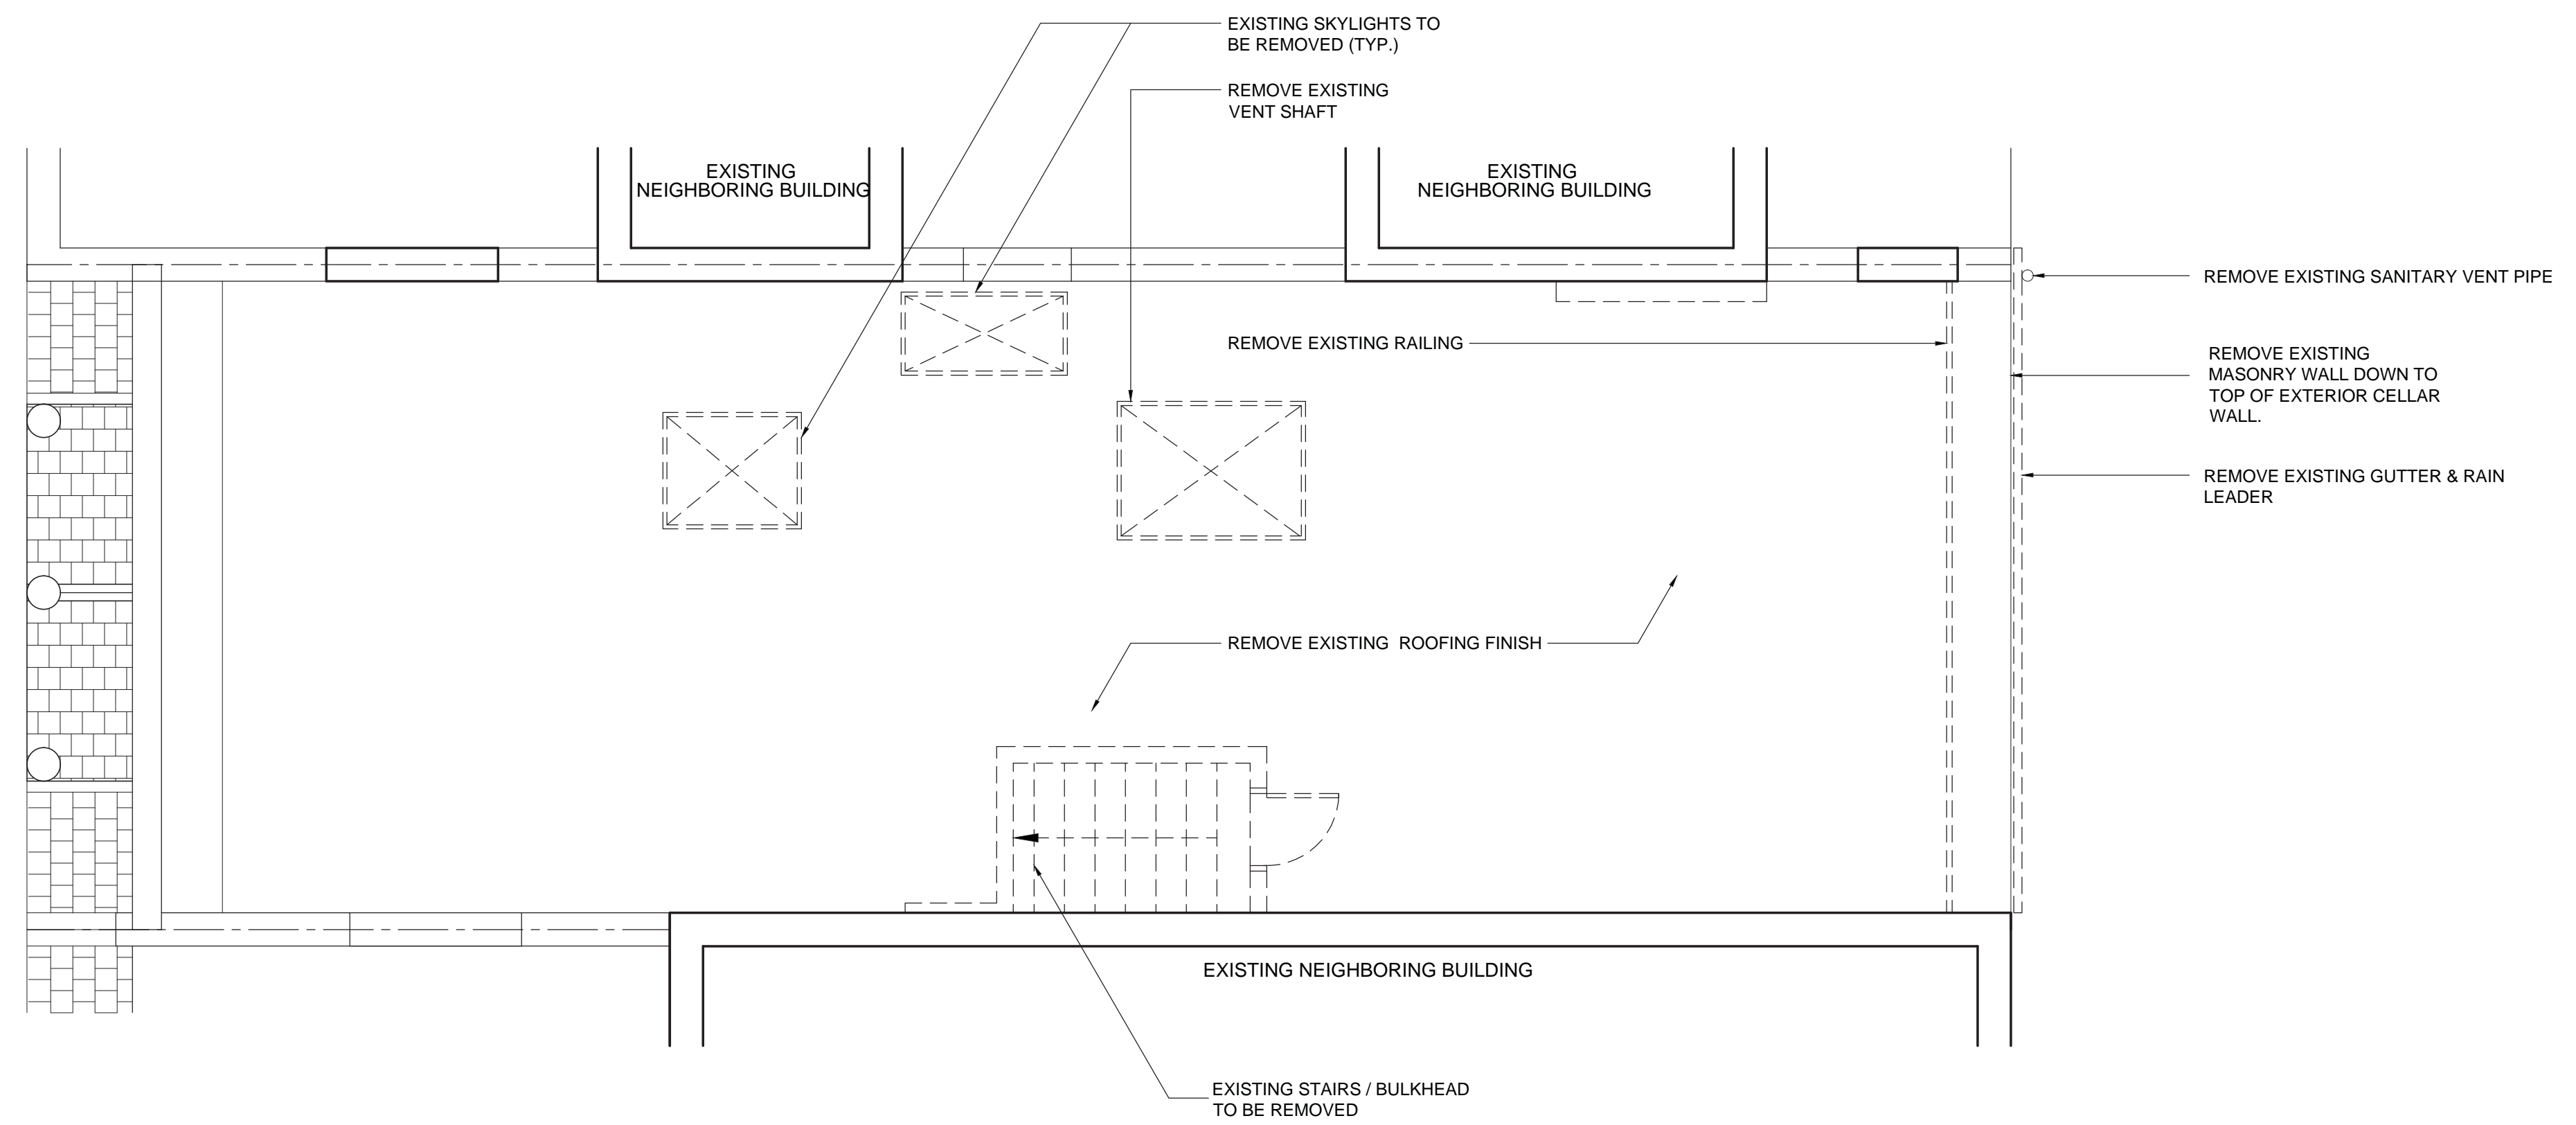 EXISTING SKYLIGHTS TO
BE REMOVED (TYP.)
REMOVE EXISTING
VENT SHAFT
EXISTING
NEIGHBORING BUILDING
EXISTING
NEIGHBORING BUILDING
REMOVE EXISTING SANITARY VENT PIPE
REMOVE EXISTING RAILING
REMOVE EXISTING
MASONRY WALL DOWN TO
TOP OF EXTERIOR CELLAR
WALL.
REMOVE EXISTING GUTTER & RAIN
LEADER
REMOVE EXISTING ROOFING FINISH
EXISTING NEIGHBORING BUILDING
EXISTING STAIRS / BULKHEAD
TO BE REMOVED